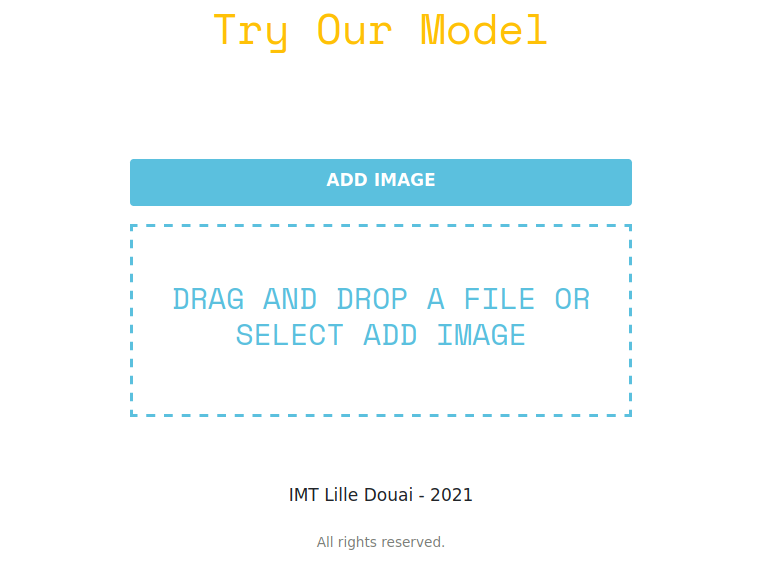 Try Our Model
ADD IMAGE
DRAG AND DROP A FILE OR
SELECT ADD IMAGE
IMT Lille Douai - 2021
All rights reserved.